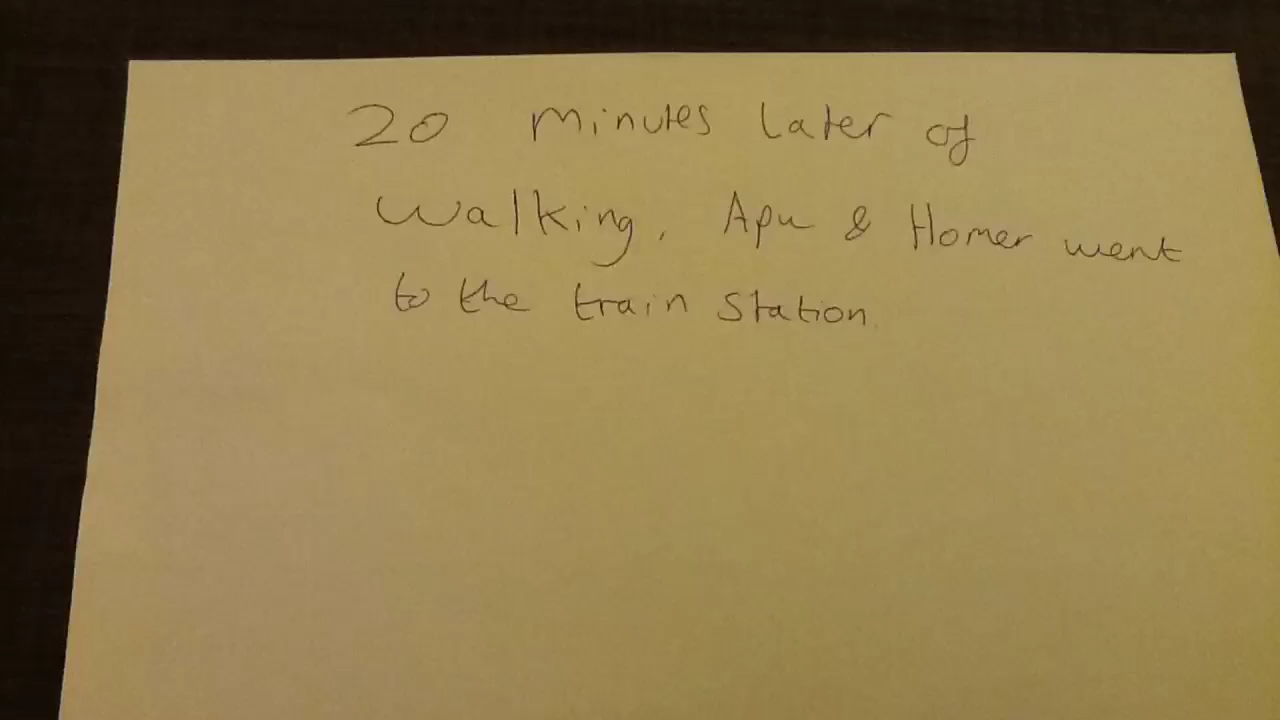 20 minutes later of
walking, Apu & Homer went
to the train station.